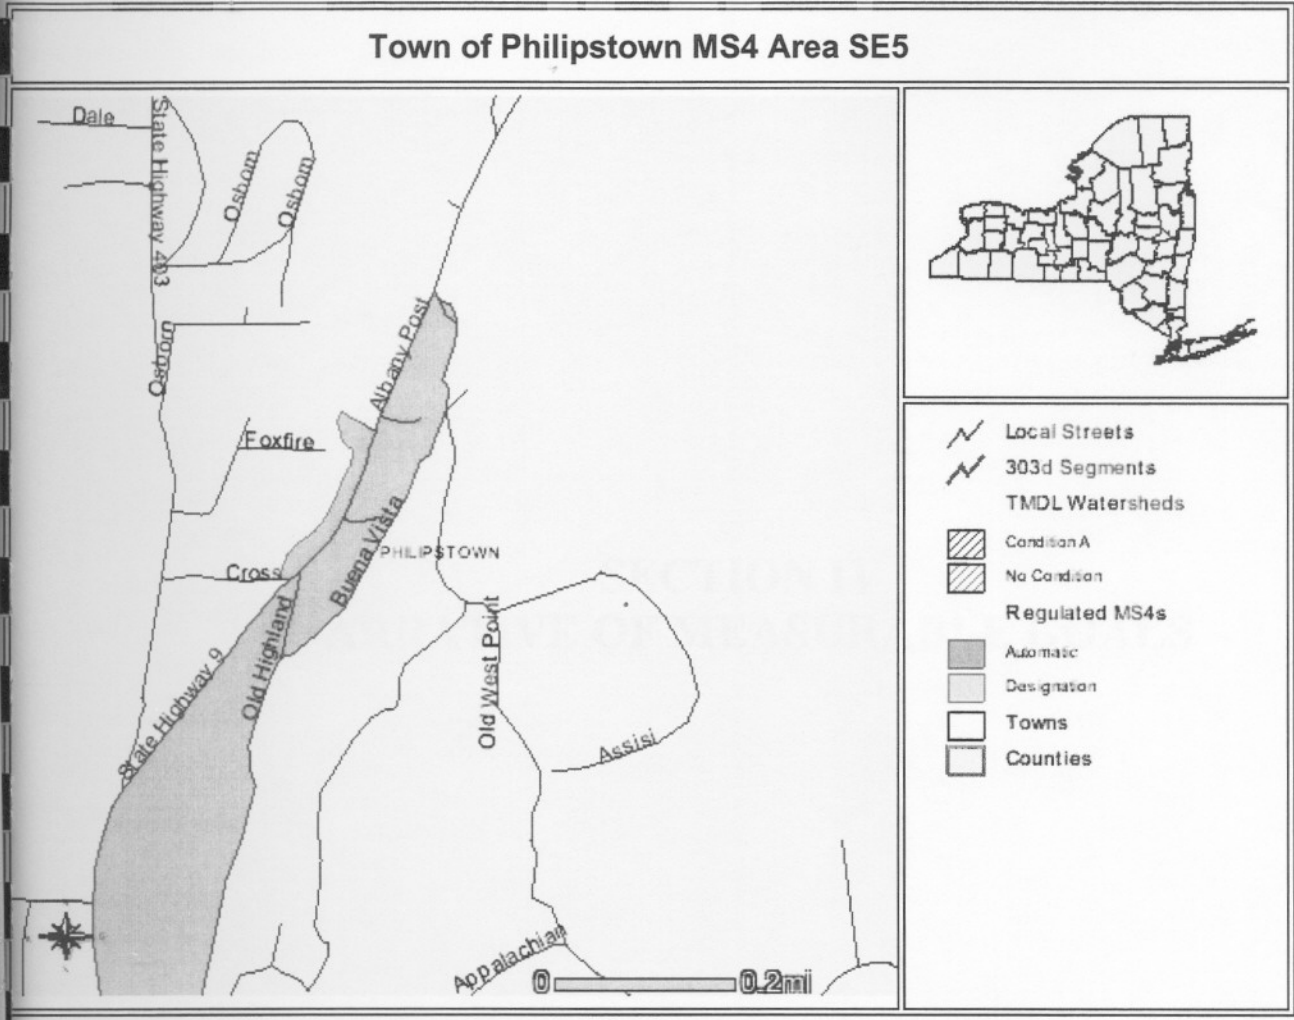 Town of Philipstown MS4 Area SE5
Dale
State Highway 403
Osborn
Osborn
Osborn
Albany Post
Foxfire
Buena Vista
PHILIPSTOWN
Cross
Old Highland
State Highway 9
Old West Point
Assisi
Appalachian
0
0.2mi
Local Streets
303d Segments
TMDL Watersheds
Condition A
No Condition
Regulated MS4s
Automatic
Designation
Towns
Counties